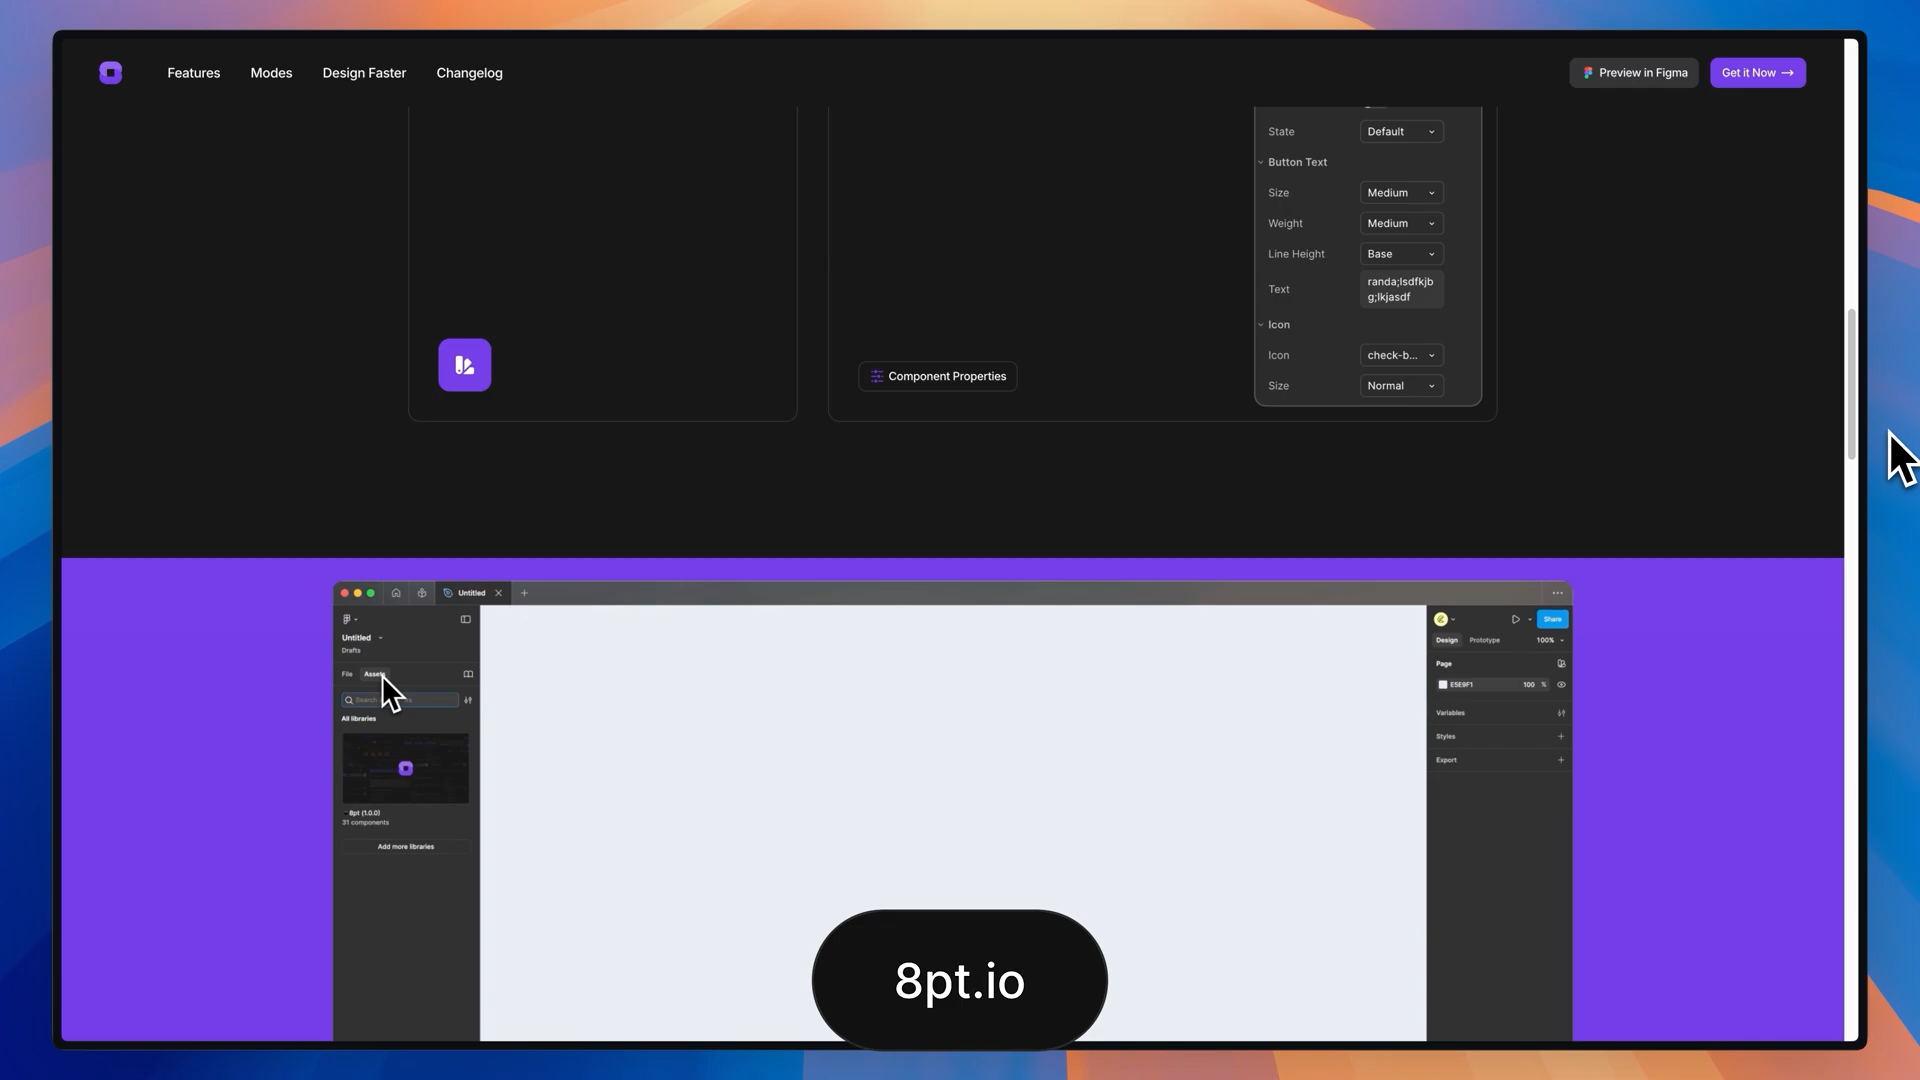 Features
Modes
Design Faster
Changelog
Preview in Figma
Get it Now
State
Default
Button Text
Size
Medium
Weight
Medium
Line Height
Base
Text
randa;lsdfkjb
g;lkjasdf
Icon
Icon
check-b...
Size
Normal
Component Properties
Untitled
Untitled
Drafts
File
Assets
Search
All libraries
8pt (1.0.0)
31 components
Add more libraries
Share
Design
Prototype
100%
Page
E5E9F1
100
%
Variables
Styles
Export
8pt.io